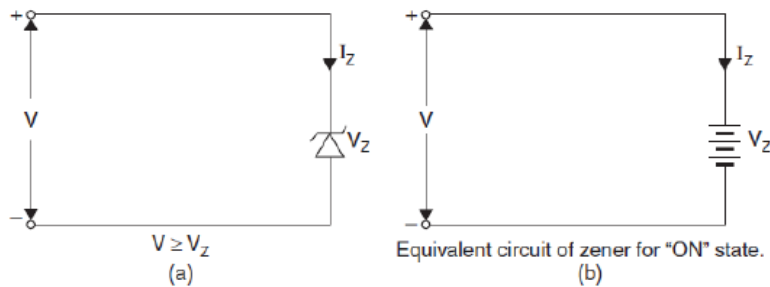 + +
I_Z I_Z
V V_Z V V_Z
− −
V ≥ V_Z
Equivalent circuit of zener for “ON” state.
(a) (b)